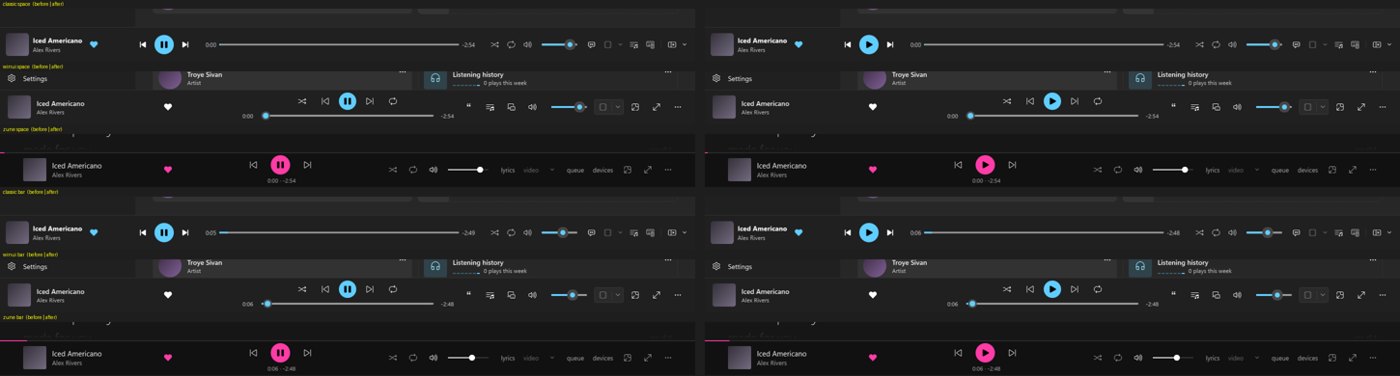 classic space (before | after)
Iced Americano
Alex Rivers
0:00
-2:54
Iced Americano
Alex Rivers
0:00
-2:54
winui space (before | after)
Settings
Troye Sivan
Artist
Listening history
0 plays this week
Iced Americano
Alex Rivers
0:00
-2:54
Settings
Troye Sivan
Artist
Listening history
0 plays this week
Iced Americano
Alex Rivers
0:00
-2:54
zune space (before | after)
Iced Americano
Alex Rivers
0:00 - -2:54
lyrics video queue devices
Iced Americano
Alex Rivers
0:00 - -2:54
lyrics video queue devices
classic bar (before | after)
Iced Americano
Alex Rivers
0:05
-2:49
Iced Americano
Alex Rivers
0:06
-2:48
winui bar (before | after)
Settings
Troye Sivan
Artist
Listening history
0 plays this week
Iced Americano
Alex Rivers
0:06
-2:48
Settings
Troye Sivan
Artist
Listening history
0 plays this week
Iced Americano
Alex Rivers
0:06
-2:48
zune bar (before | after)
Iced Americano
Alex Rivers
0:06 - -2:48
lyrics video queue devices
Iced Americano
Alex Rivers
0:06 - -2:48
lyrics video queue devices